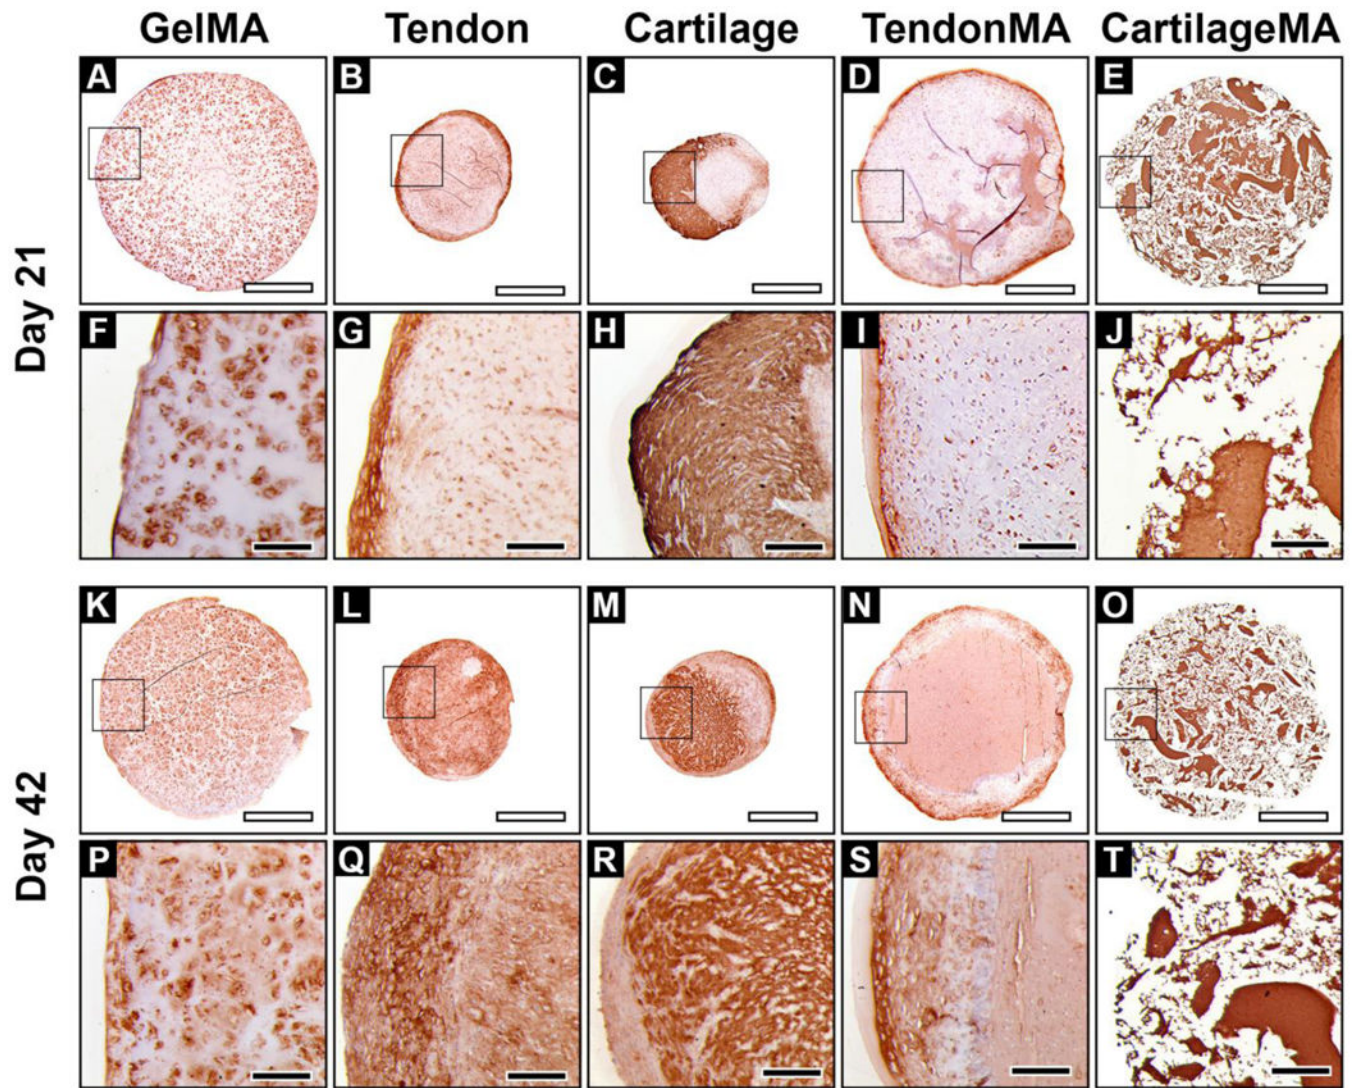 GelMA Tendon Cartilage TendonMA CartilageMA
Day 21
A B C D E
F G H I J
Day 42
K L M N O
P Q R S T